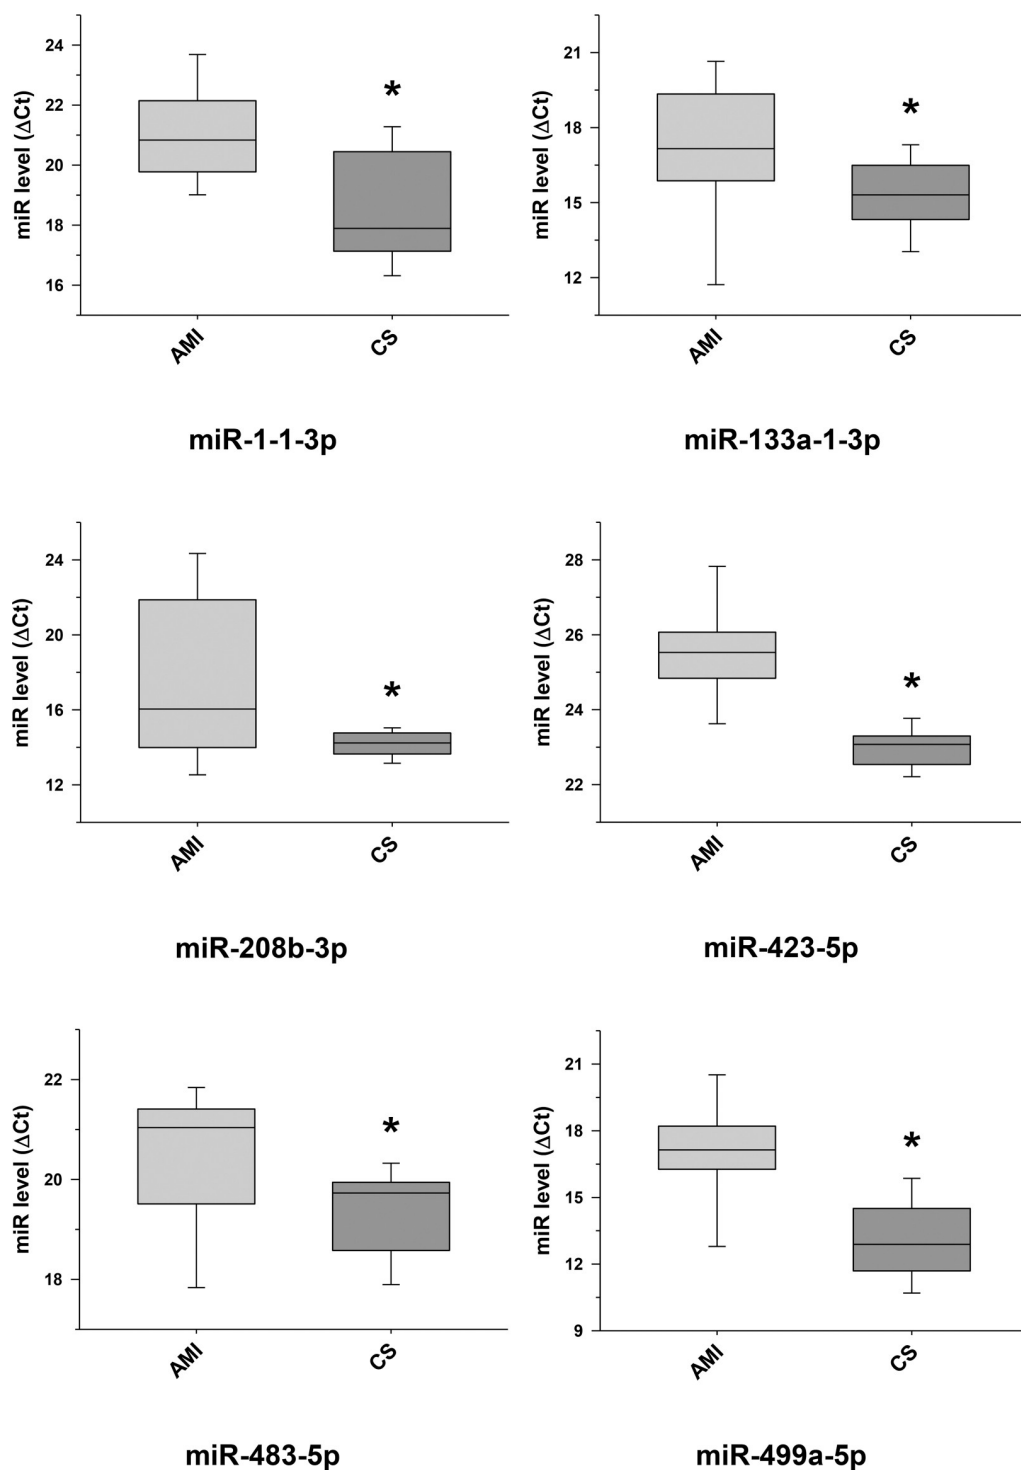 miR level (ΔCt)
24
22
20
18
16
*
AMI
CS
miR-1-1-3p
miR level (ΔCt)
21
18
15
12
*
AMI
CS
miR-133a-1-3p
miR level (ΔCt)
24
20
16
12
*
AMI
CS
miR-208b-3p
miR level (ΔCt)
28
26
24
22
*
AMI
CS
miR-423-5p
miR level (ΔCt)
22
20
18
*
AMI
CS
miR-483-5p
miR level (ΔCt)
21
18
15
12
9
*
AMI
CS
miR-499a-5p